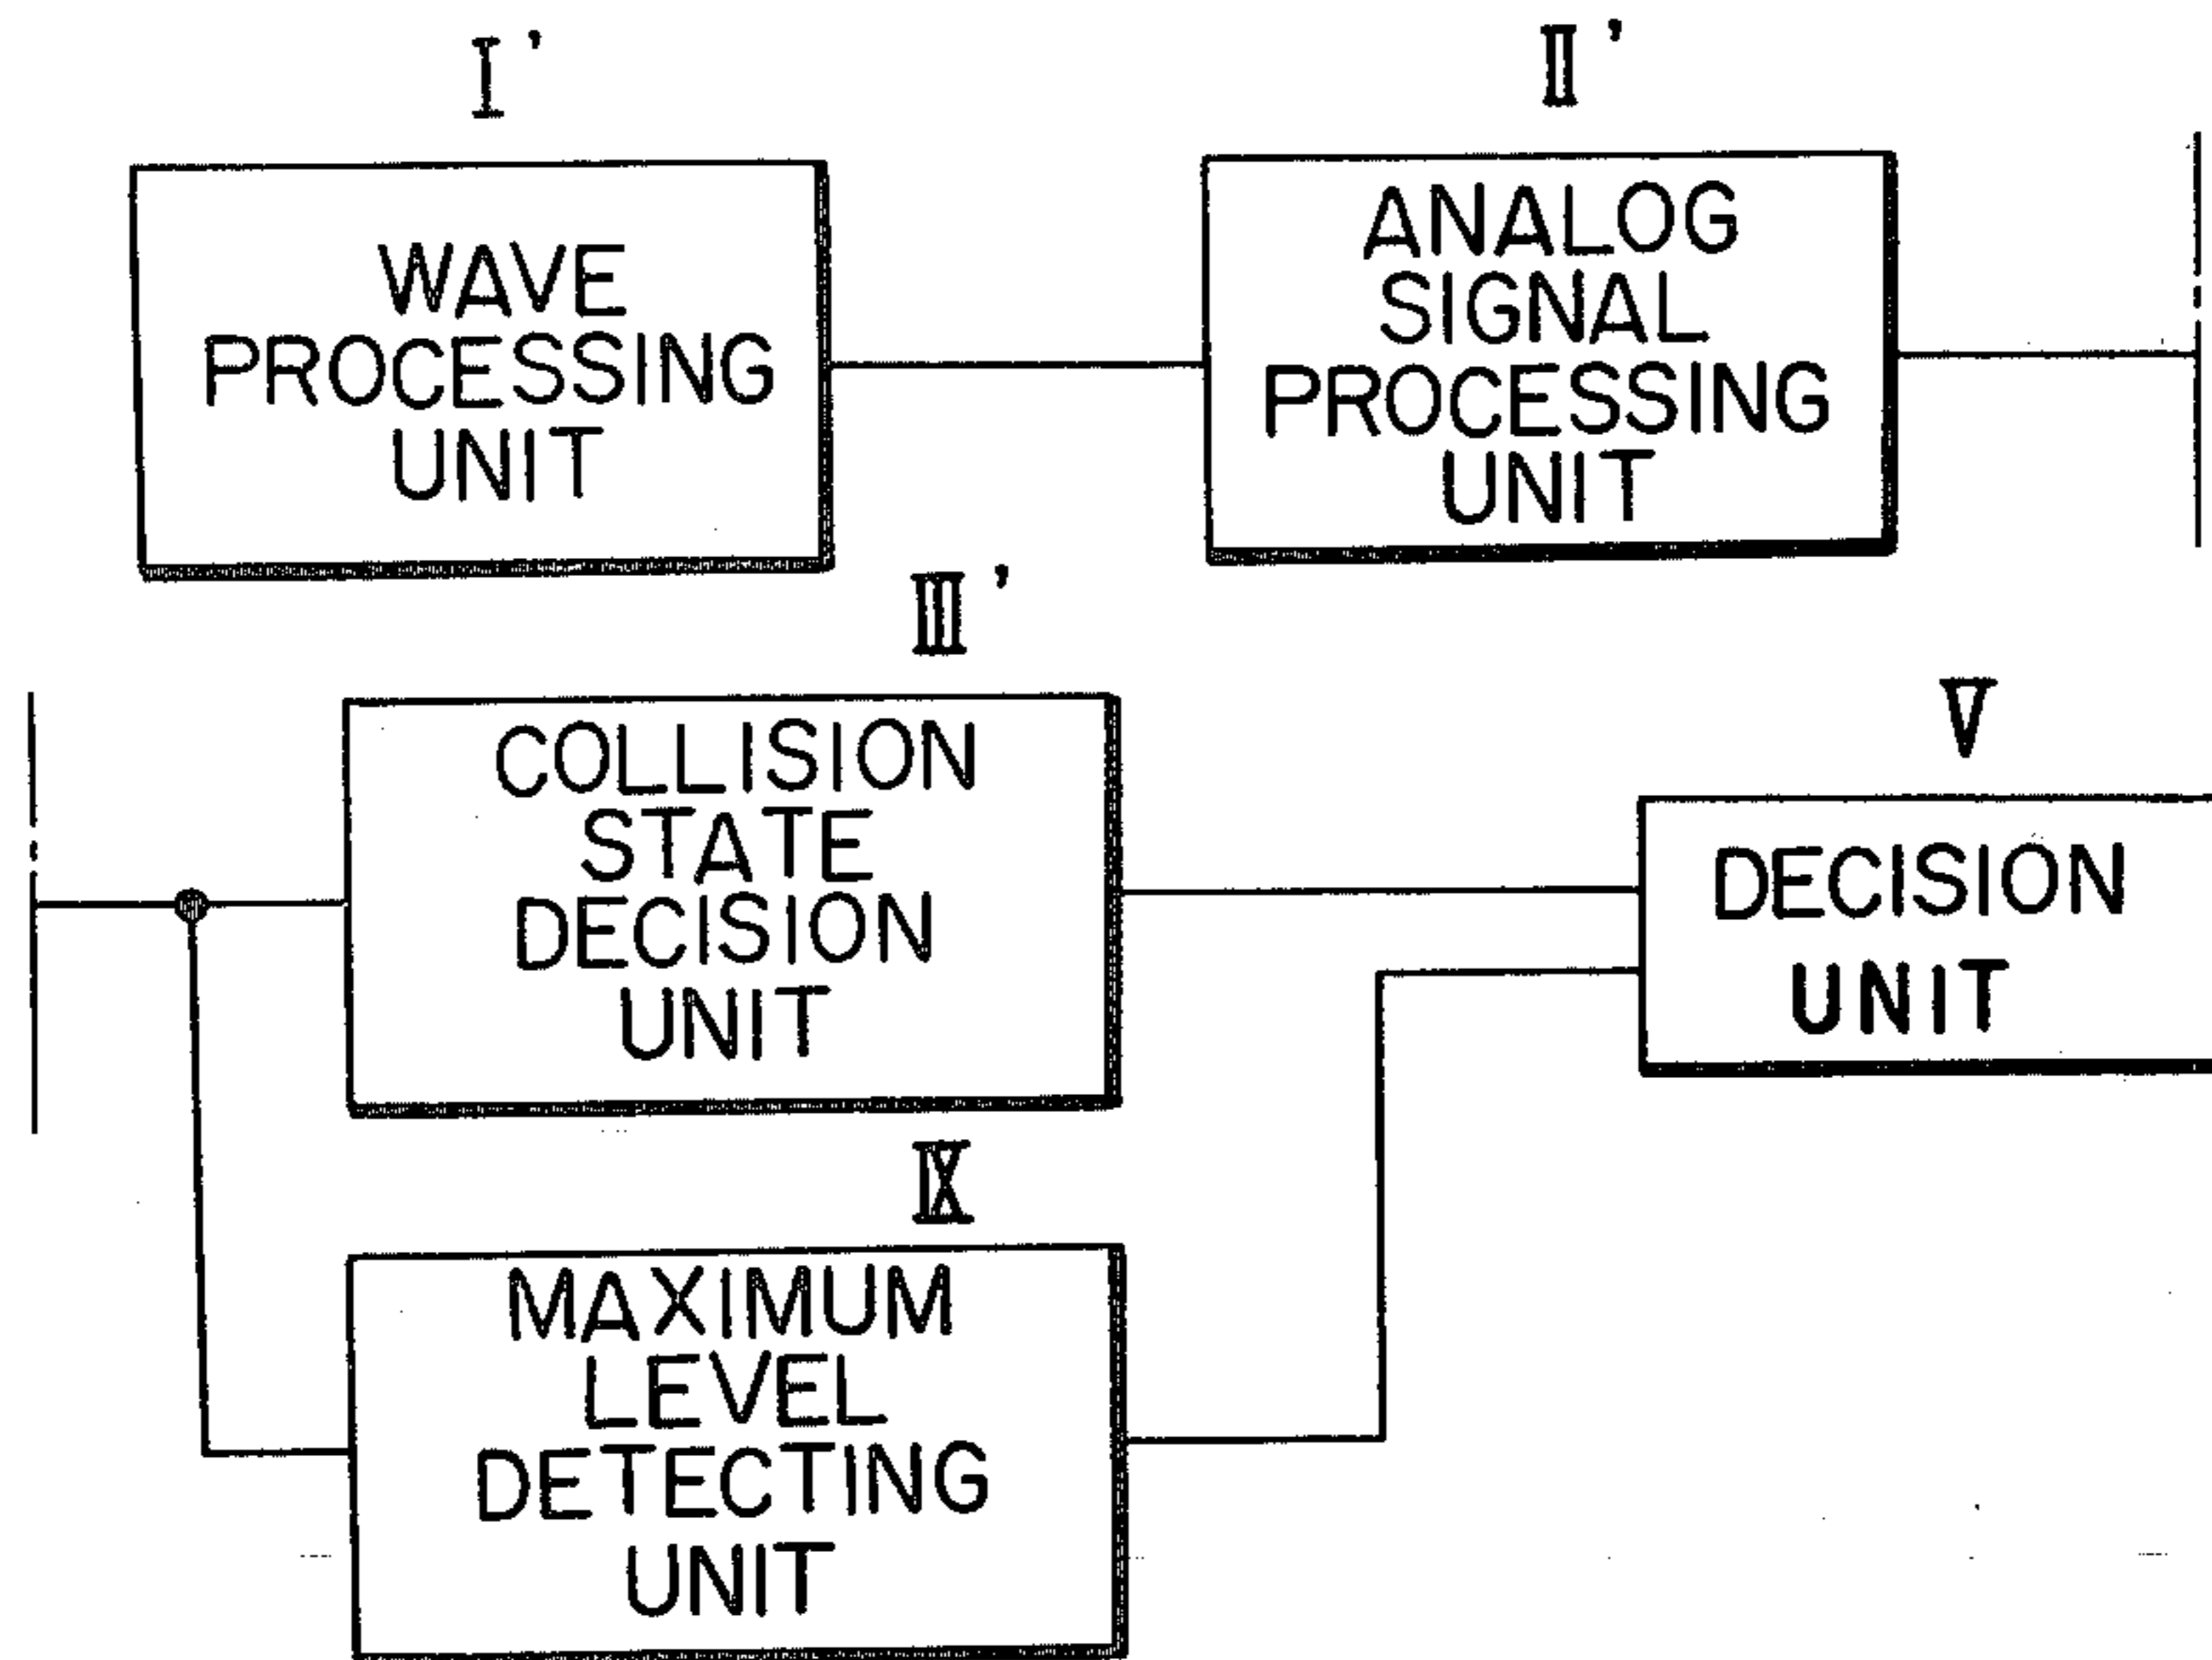 I'
II'
WAVE
PROCESSING
UNIT
ANALOG
SIGNAL
PROCESSING
UNIT
III'
COLLISION
STATE
DECISION
UNIT
V
DECISION
UNIT
IX
MAXIMUM
LEVEL
DETECTING
UNIT